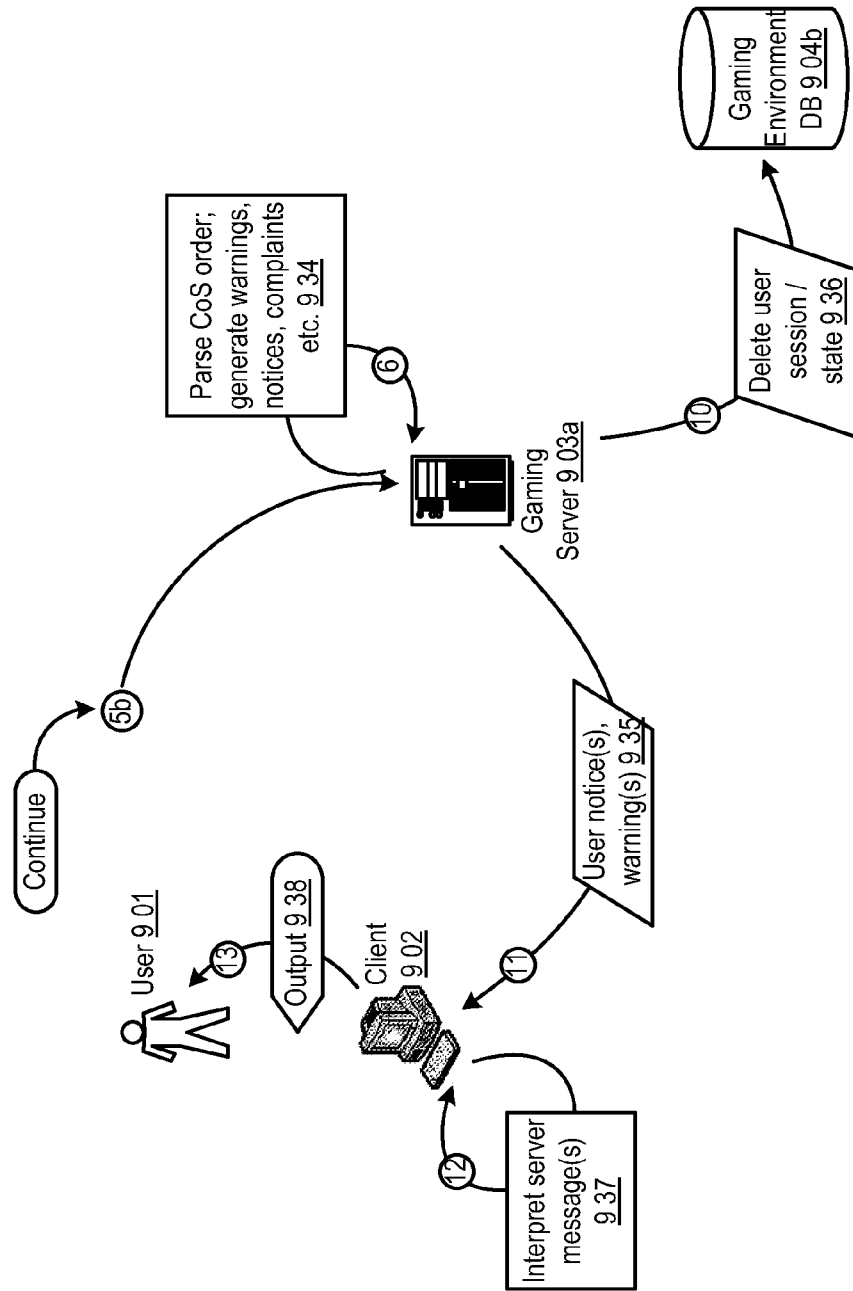 Continue
5b
Parse CoS order;
generate warnings,
notices, complaints
etc. 9 34
6
Gaming
Server 9 03a
10
Delete user
session /
state 9 36
Gaming
Environment
DB 9 04b
User notice(s),
warning(s) 9 35
11
Client
9 02
12
Interpret server
message(s)
9 37
Output 9 38
13
User 9 01